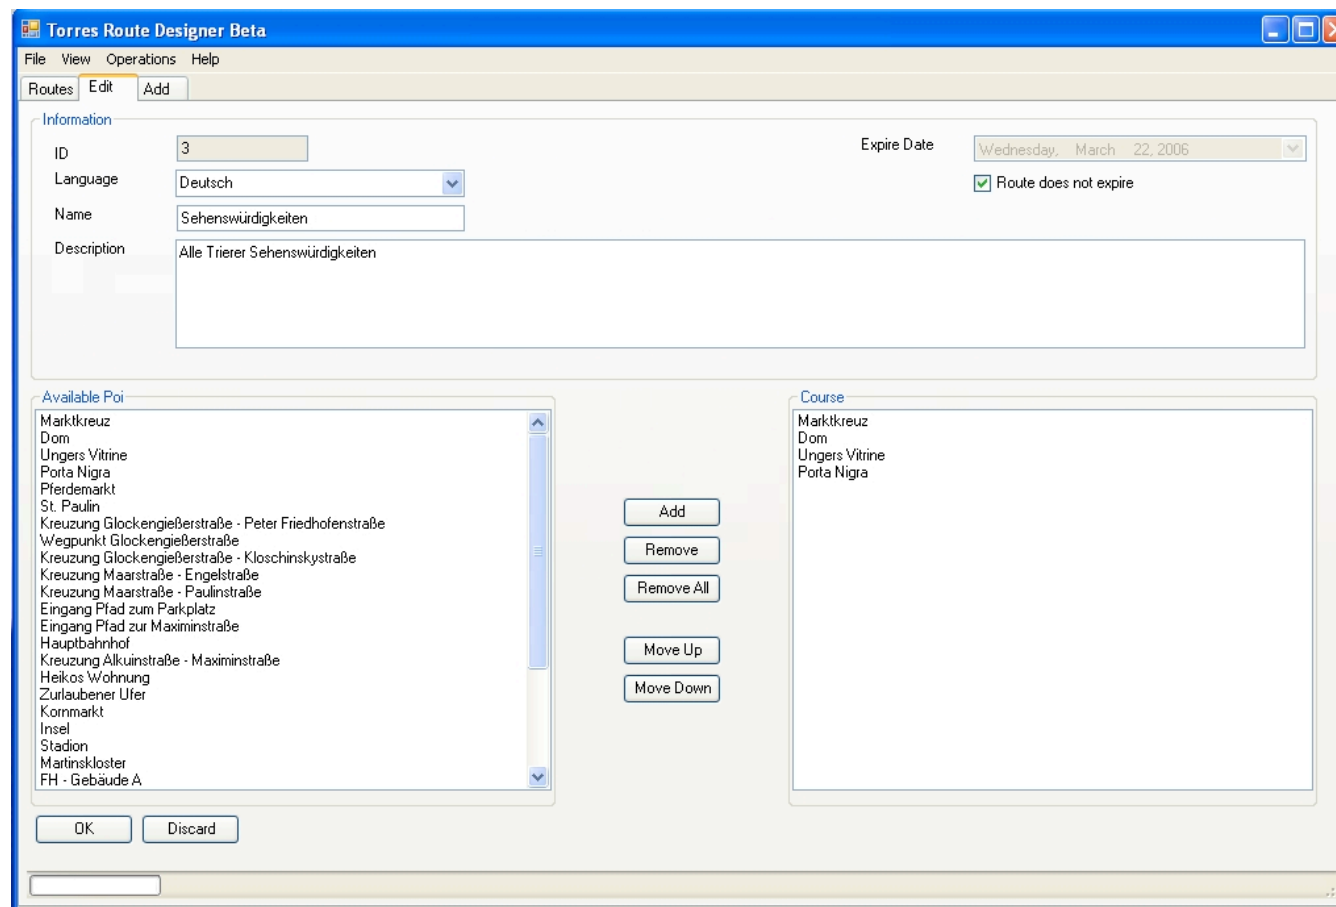 Torres Route Designer Beta
File View Operations Help
Routes Edit Add
Information
ID 3 Expire Date Wednesday, March 22, 2006
Language Deutsch Route does not expire
Name Sehenswürdigkeiten
Description Alle Trierer Sehenswürdigkeiten
Available Poi
Marktkreuz
Dom
Ungers Vitrine
Porta Nigra
Pferdemarkt
St. Paulin
Kreuzung Glockengießerstraße - Peter Friedhofenstraße
Wegpunkt Glockengießerstraße
Kreuzung Glockengießerstraße - Kloschinskystraße
Kreuzung Maarstraße - Engelstraße
Kreuzung Maarstraße - Paulinstraße
Eingang Pfad zum Parkplatz
Eingang Pfad zur Maximinstraße
Hauptbahnhof
Kreuzung Alkuinstraße - Maximinstraße
Heikos Wohnung
Zurlaubener Ufer
Kornmarkt
Insel
Stadion
Martinskloster
FH - Gebäude A
Add
Remove
Remove All
Move Up
Move Down
Course
Marktkreuz
Dom
Ungers Vitrine
Porta Nigra
OK Discard